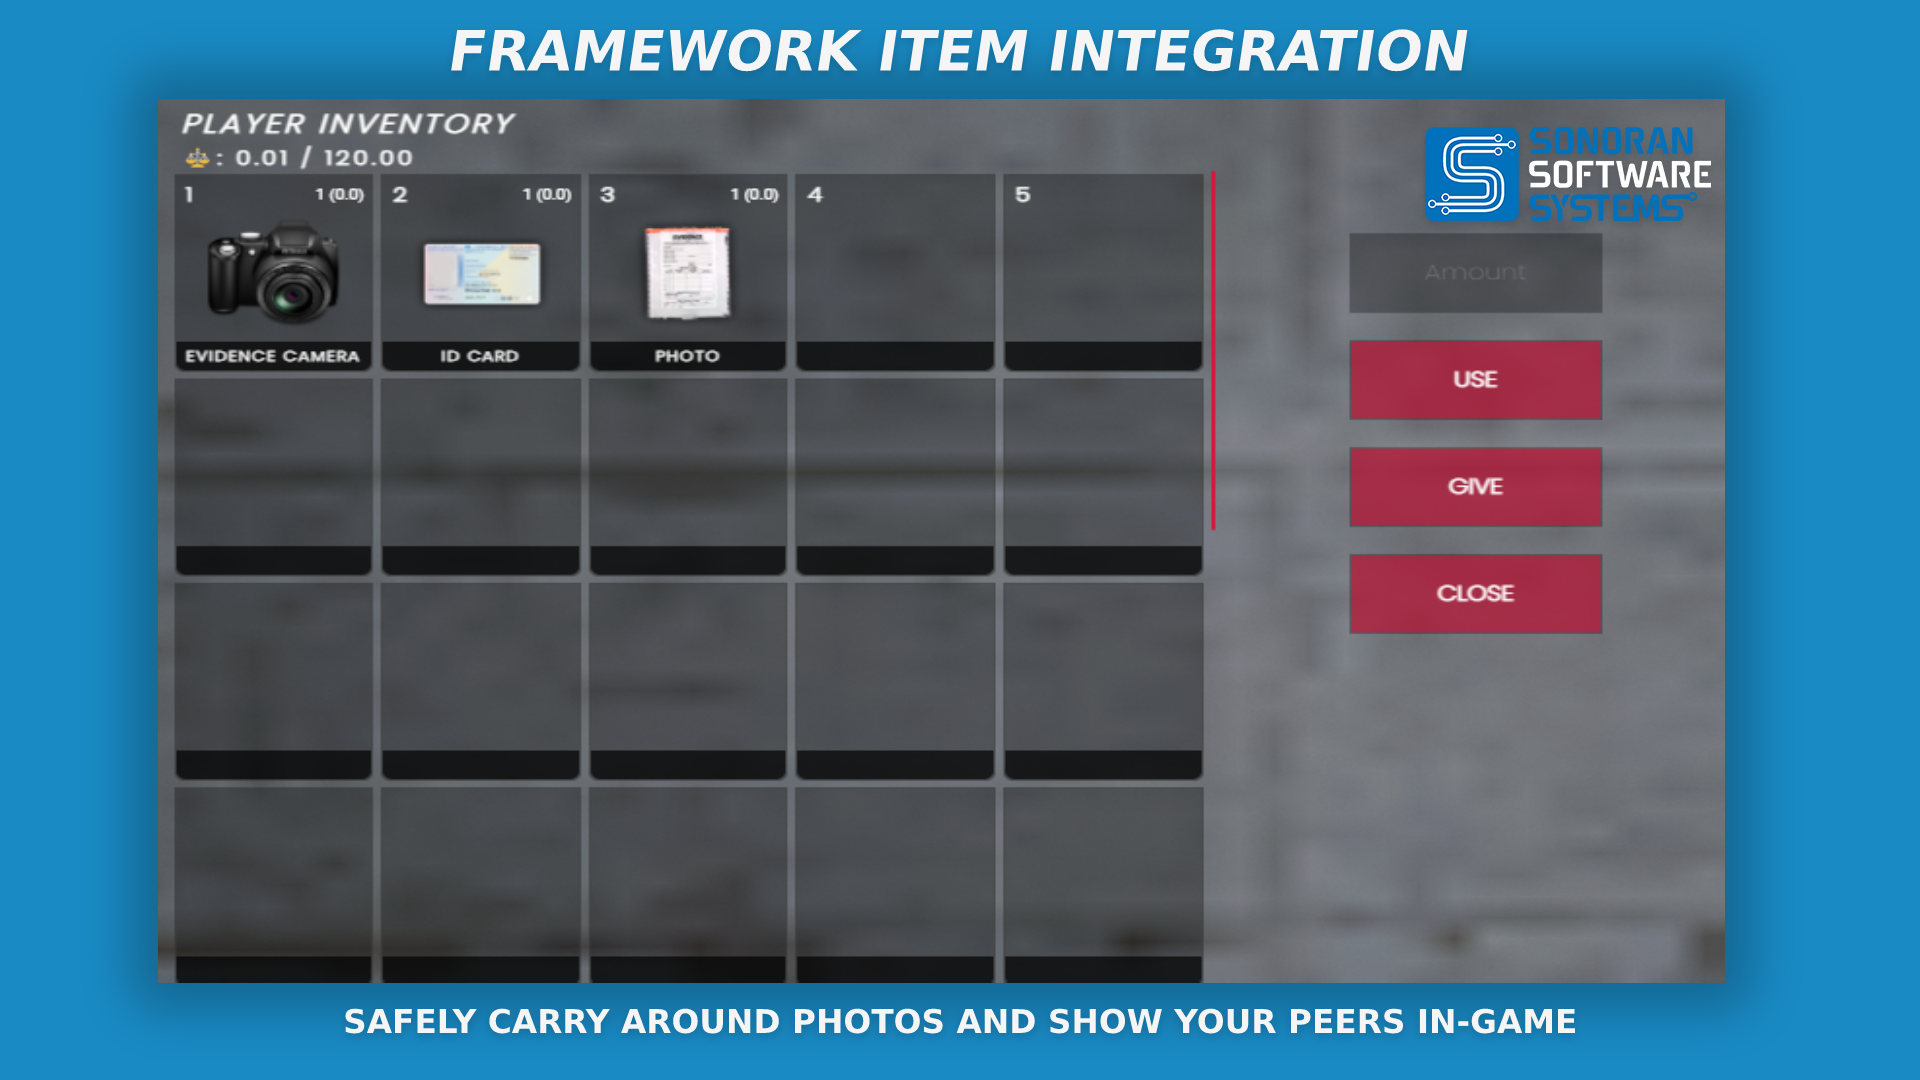 FRAMEWORK ITEM INTEGRATION
PLAYER INVENTORY
: 0.01 / 120.00
SONORAN
SOFTWARE
SYSTEMS
1 1 (0.0) 2 1 (0.0) 3 1 (0.0) 4 5
EVIDENCE CAMERA ID CARD PHOTO
Amount
USE
GIVE
CLOSE
SAFELY CARRY AROUND PHOTOS AND SHOW YOUR PEERS IN-GAME